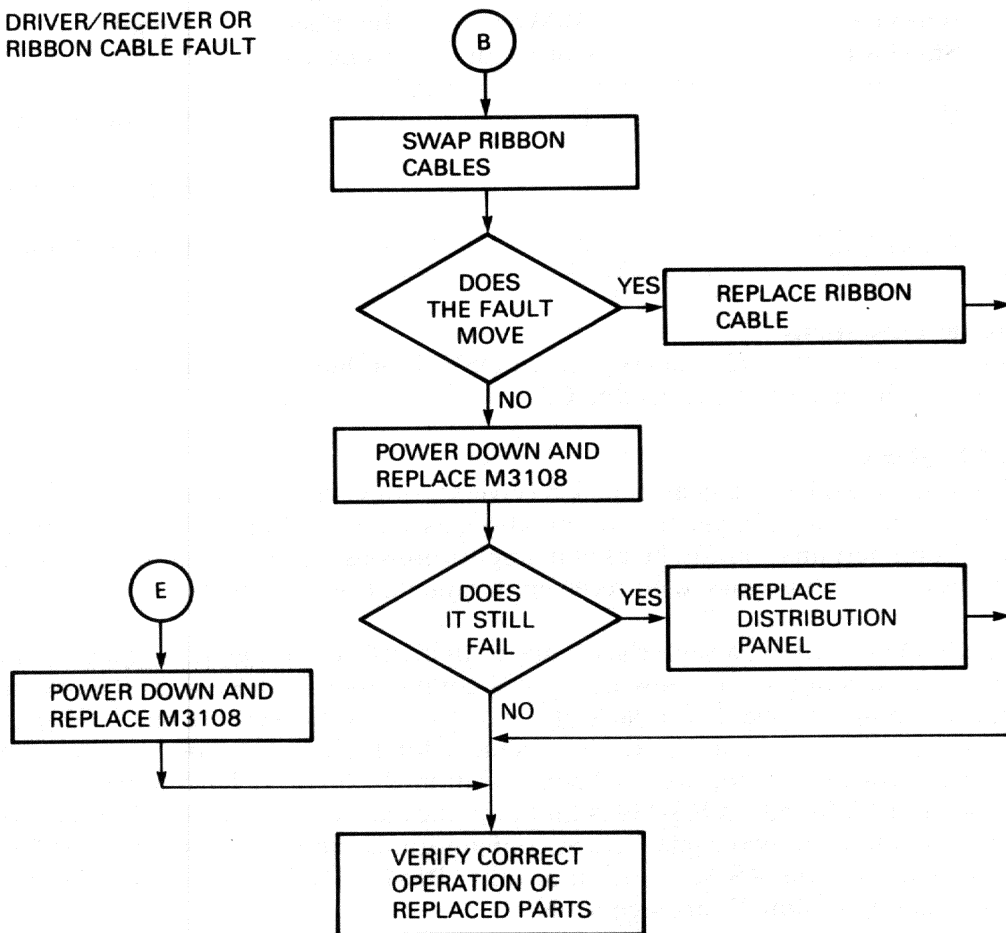 DRIVER/RECEIVER OR
RIBBON CABLE FAULT
B
SWAP RIBBON
CABLES
DOES
THE FAULT
MOVE
YES
REPLACE RIBBON
CABLE
NO
POWER DOWN AND
REPLACE M3108
DOES
IT STILL
FAIL
YES
REPLACE
DISTRIBUTION
PANEL
E
POWER DOWN AND
REPLACE M3108
NO
VERIFY CORRECT
OPERATION OF
REPLACED PARTS